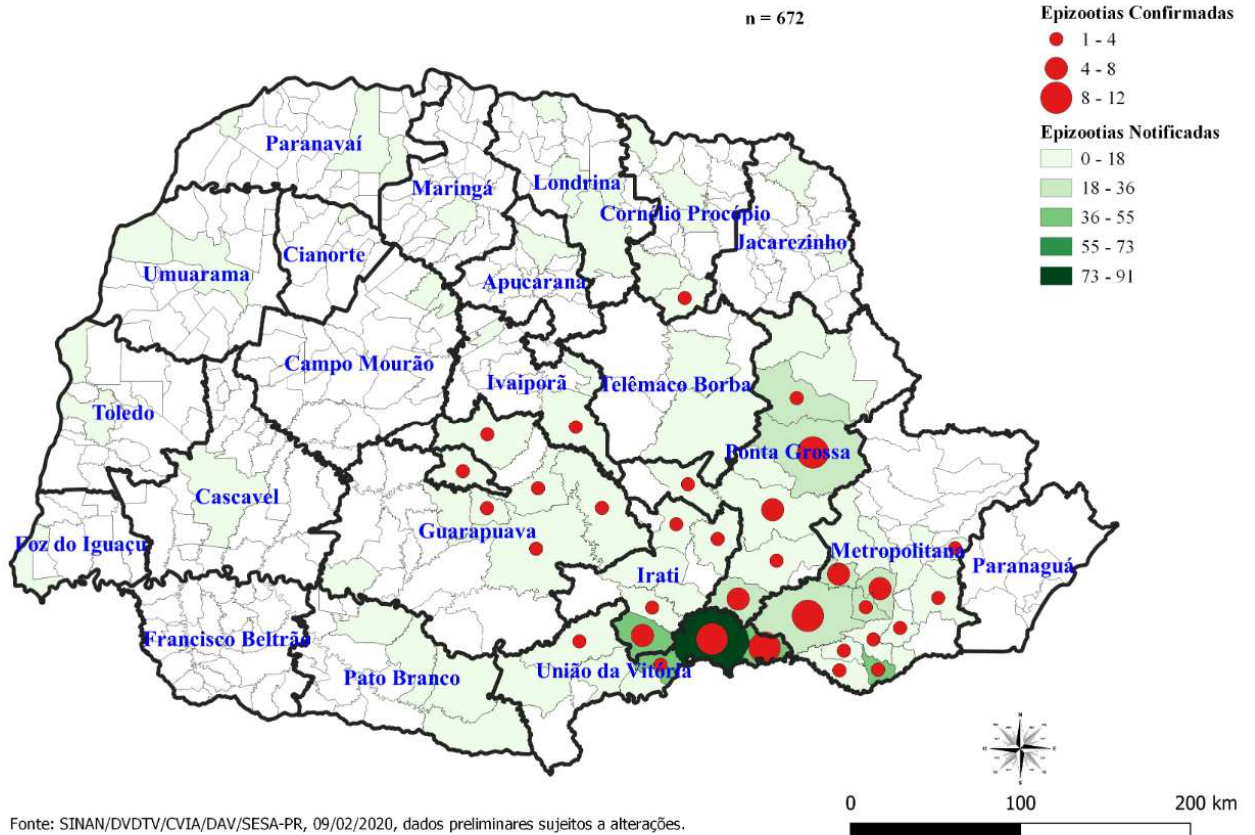 n = 672
Epizootias Confirmadas
1 - 4
4 - 8
8 - 12
Epizootias Notificadas
0 - 18
18 - 36
36 - 55
55 - 73
73 - 91
Paranavaí
Maringá
Londrina
Cornélio Procópio
Jacarezinho
Umuarama
Cianorte
Apucarana
Campo Mourão
Ivaiporã
Telêmaco Borba
Toledo
Ponta Grossa
Cascavel
Guarapuava
Foz do Iguaçu
Metropolitana
Paranaguá
Irati
Francisco Beltrão
Pato Branco
União da Vitória
0 100 200 km
Fonte: SINAN/DVDTV/CVIA/DAV/SESA-PR, 09/02/2020, dados preliminares sujeitos a alterações.